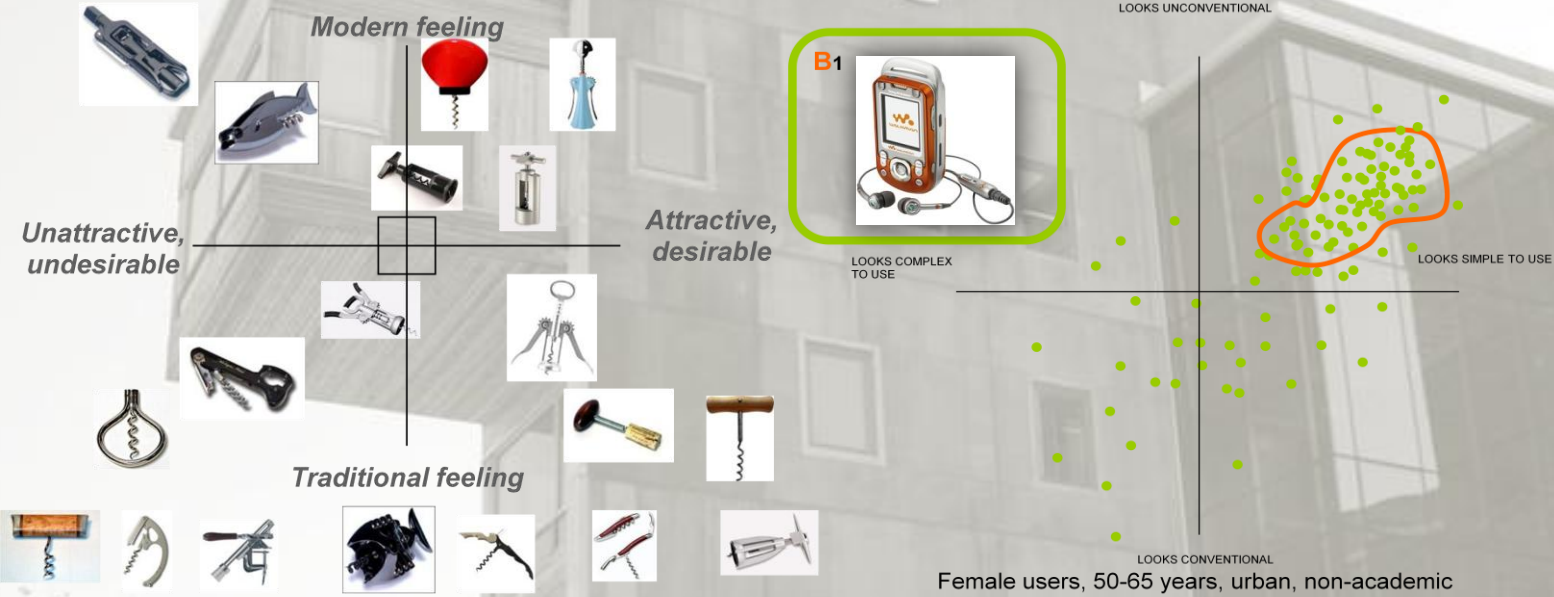 Modern feeling
Unattractive,
undesirable
Attractive,
desirable
Traditional feeling
B1
LOOKS UNCONVENTIONAL
LOOKS COMPLEX
TO USE
LOOKS SIMPLE TO USE
LOOKS CONVENTIONAL
Female users, 50-65 years, urban, non-academic